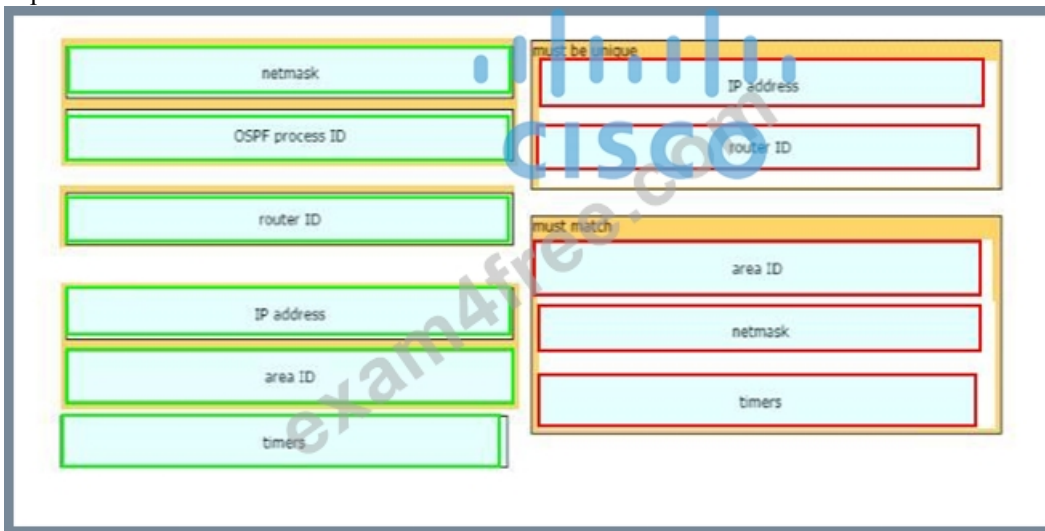 netmask
OSPF process ID
router ID
IP address
area ID
timers
must be unique
IP address
router ID
must match
area ID
netmask
timers
CISCO
exam4free.com